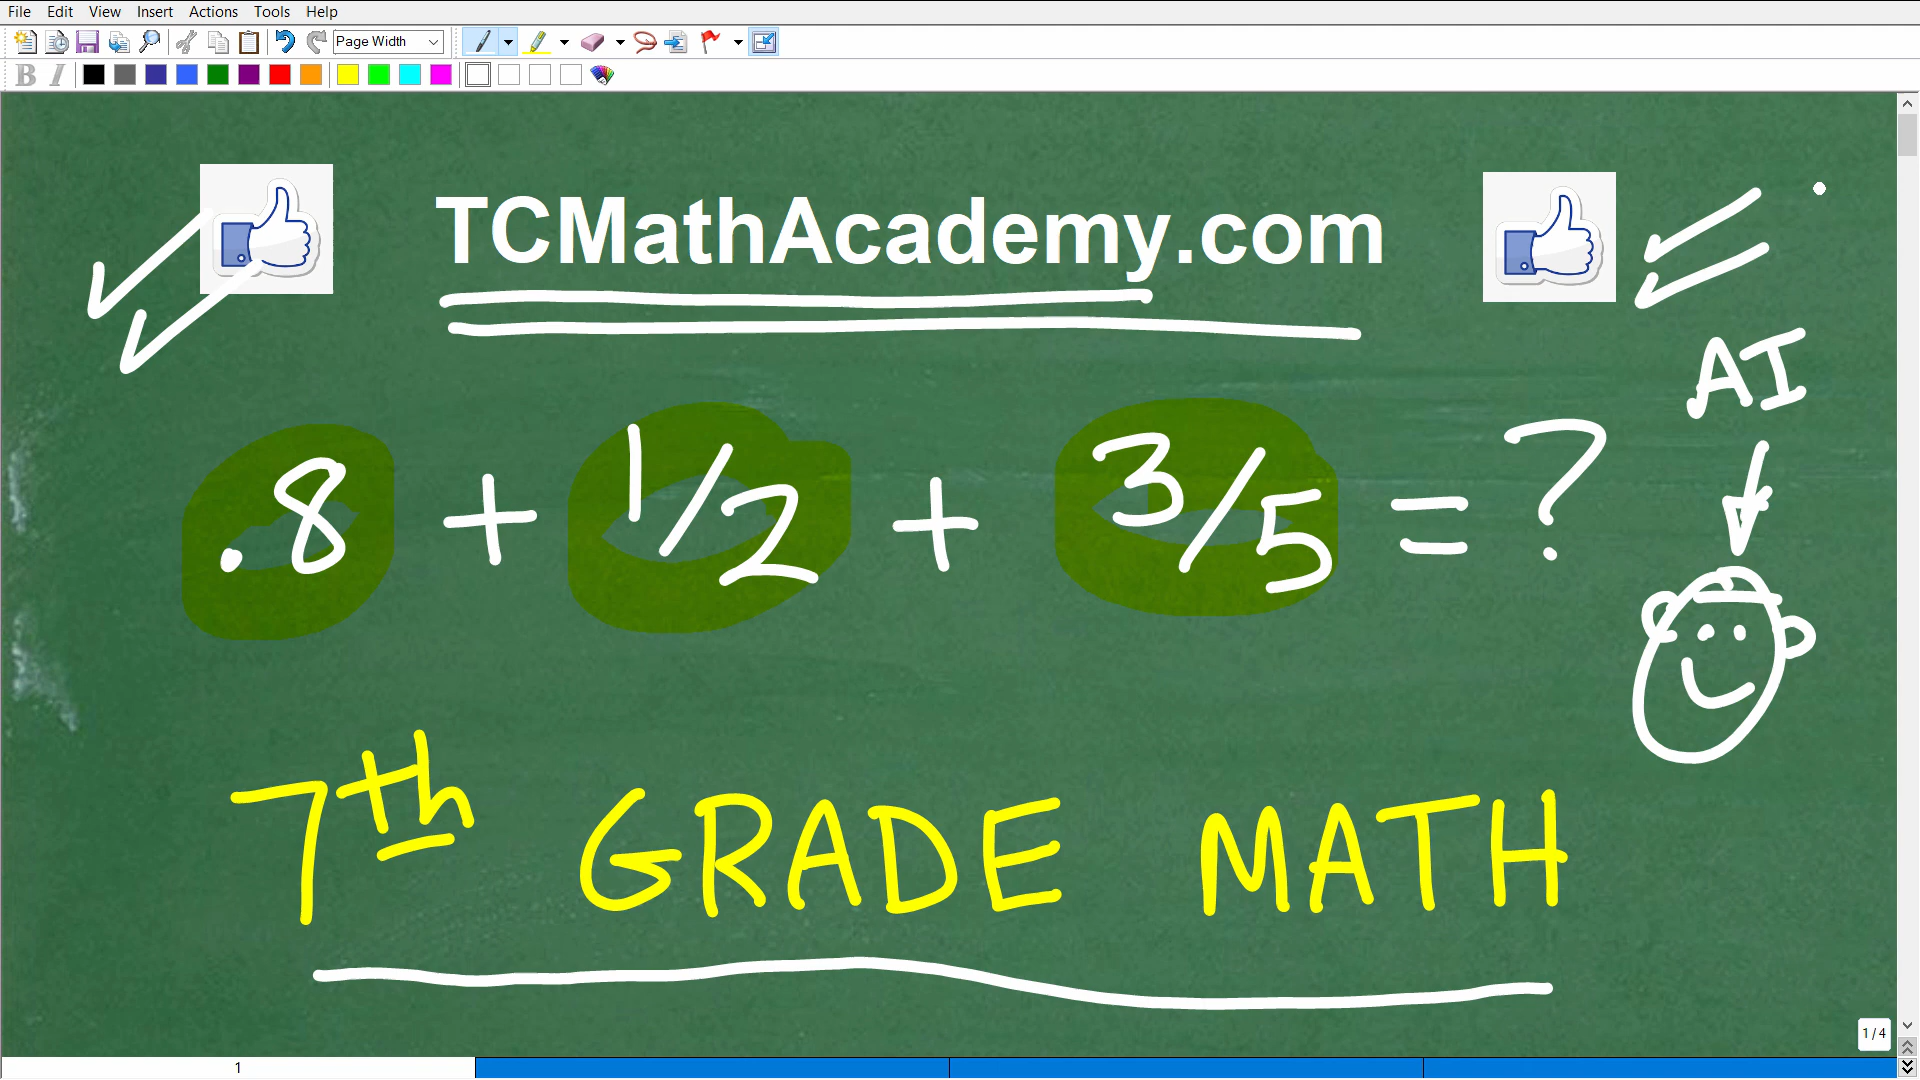 File Edit View Insert Actions Tools Help
Page Width
B I
TCMathAcademy.com
AI
.8 + 1/2 + 3/5 = ?
7th GRADE MATH
1 / 4
1